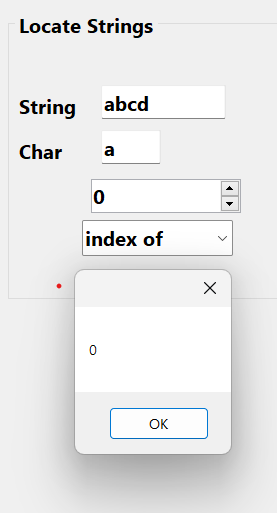 Locate Strings
String abcd
Char a
0
index of
0
OK